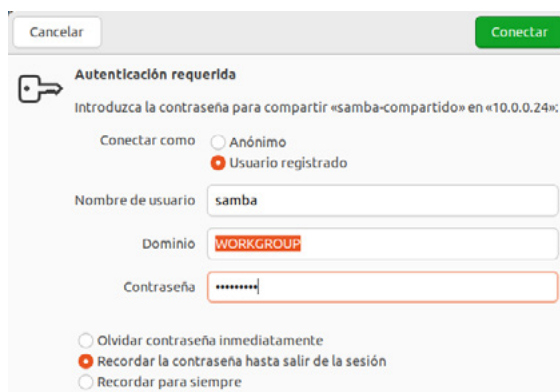 Cancelar Conectar
Autenticación requerida
Introduzca la contraseña para compartir «samba-compartido» en «10.0.0.24»:
Conectar como Anónimo
Usuario registrado
Nombre de usuario samba
Dominio WORKGROUP
Contraseña •••••••••
Olvidar contraseña inmediatamente
Recordar la contraseña hasta salir de la sesión
Recordar para siempre